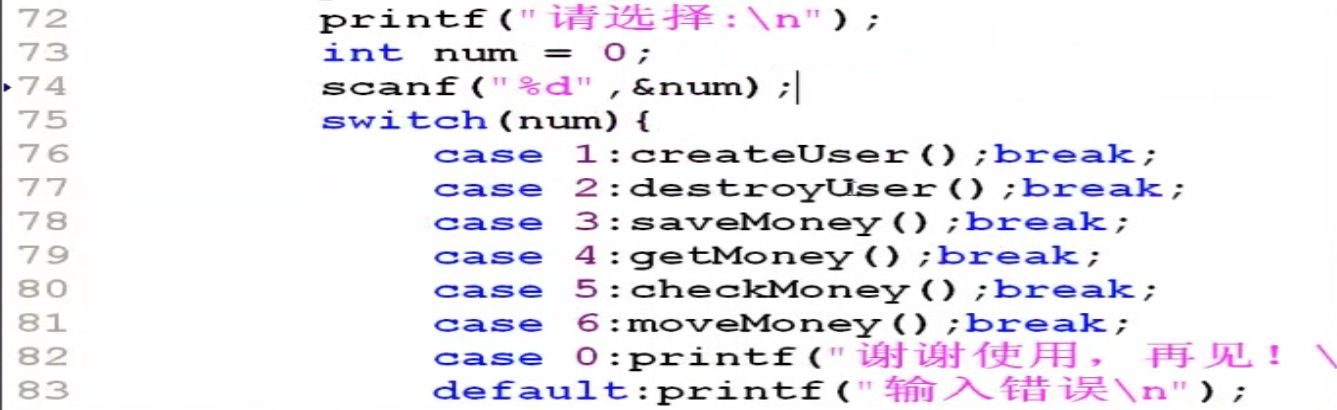 72 printf("请选择:\n");
73 int num = 0;
74 scanf("%d",&num);
75 switch(num){
76 case 1:createUser();break;
77 case 2:destroyUser();break;
78 case 3:saveMoney();break;
79 case 4:getMoney();break;
80 case 5:checkMoney();break;
81 case 6:moveMoney();break;
82 case 0:printf("谢谢使用，再见！\
83 default:printf("输入错误\n");